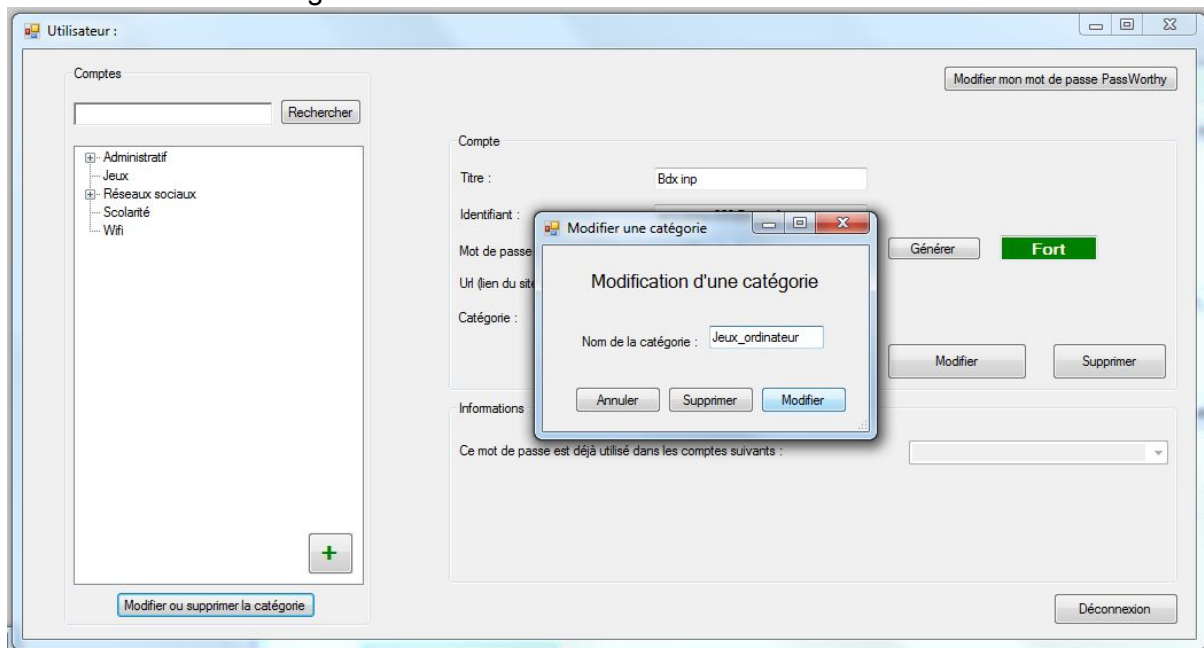 Utilisateur :
Comptes
Modifier mon mot de passe PassWorthy
Rechercher
Administratif
Jeux
Réseaux sociaux
Scolarité
Wifi
Compte
Titre :
Bdx inp
Identifiant :
Mot de passe
Générer
Fort
Url (lien du site
Catégorie :
Modifier
Supprimer
Modifier une catégorie
Modification d'une catégorie
Nom de la catégorie :
Jeux_ordinateur
Annuler
Supprimer
Modifier
Informations
Ce mot de passe est déjà utilisé dans les comptes suivants :
+
Modifier ou supprimer la catégorie
Déconnexion